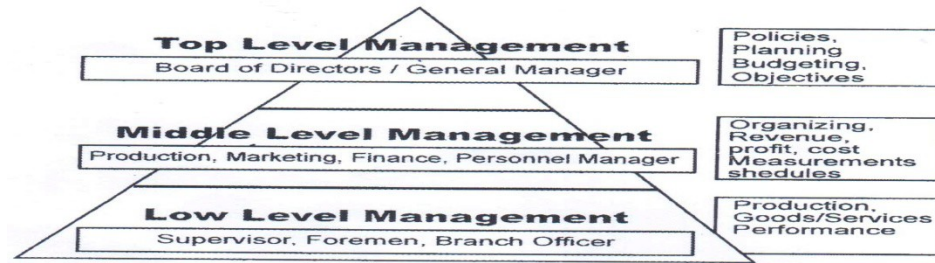 Top Level Management
Board of Directors / General Manager
Policies,
Planning
Budgeting,
Objectives
Middle Level Management
Production, Marketing, Finance, Personnel Manager
Organizing,
Revenue,
profit, cost
Measurements
shedules
Low Level Management
Supervisor, Foremen, Branch Officer
Production,
Goods/Services
Performance